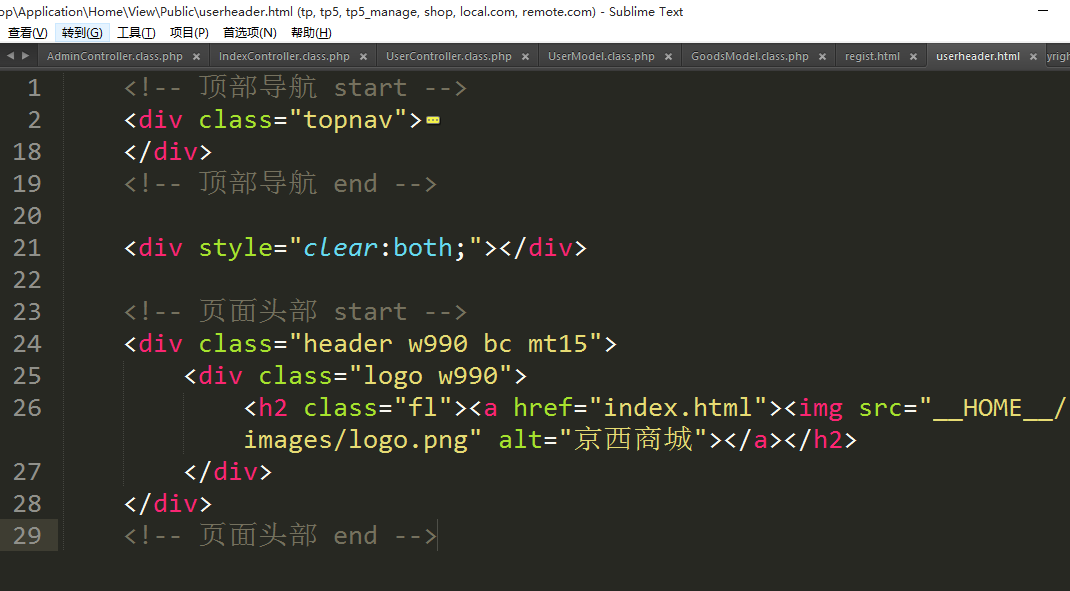 op\Application\Home\View\Public\userheader.html (tp, tp5, tp5_manage, shop, local.com, remote.com) - Sublime Text
查看(V) 转到(G) 工具(T) 项目(P) 首选项(N) 帮助(H)
AdminController.class.php × IndexController.class.php × UserController.class.php × UserModel.class.php × GoodsModel.class.php × regist.html × userheader.html × yrigh
1 <!-- 顶部导航 start -->
2 <div class="topnav">
18 </div>
19 <!-- 顶部导航 end -->
20
21 <div style="clear:both;"></div>
22
23 <!-- 页面头部 start -->
24 <div class="header w990 bc mt15">
25 <div class="logo w990">
26 <h2 class="fl"><a href="index.html"><img src="__HOME__/
images/logo.png" alt="京西商城"></a></h2>
27 </div>
28 </div>
29 <!-- 页面头部 end -->